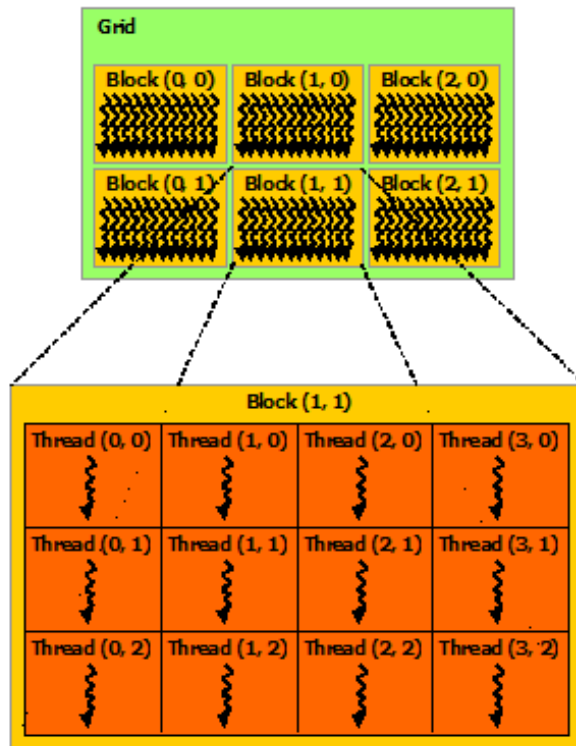 Grid
Block (0, 0) Block (1, 0) Block (2, 0)
Block (0, 1) Block (1, 1) Block (2, 1)
Block (1, 1)
Thread (0, 0) Thread (1, 0) Thread (2, 0) Thread (3, 0)
Thread (0, 1) Thread (1, 1) Thread (2, 1) Thread (3, 1)
Thread (0, 2) Thread (1, 2) Thread (2, 2) Thread (3, 2)